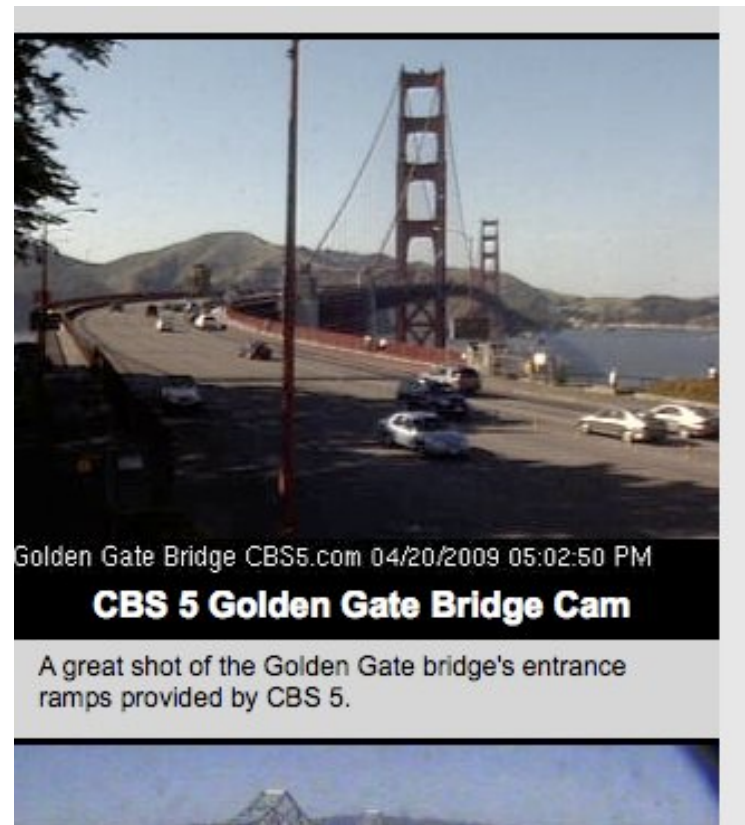 Golden Gate Bridge CBS5.com 04/20/2009 05:02:50 PM
CBS 5 Golden Gate Bridge Cam
A great shot of the Golden Gate bridge's entrance
ramps provided by CBS 5.